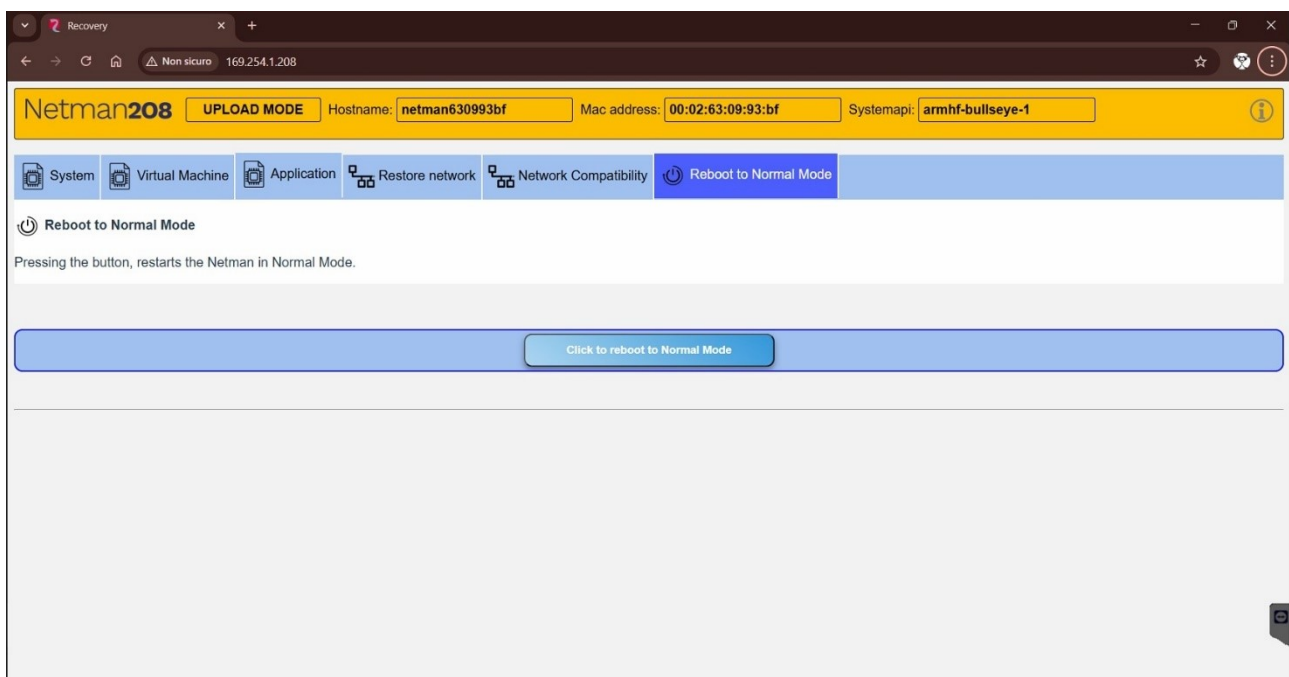 Recovery
Non sicuro 169.254.1.208
Netman208 UPLOAD MODE Hostname: netman630993bf Mac address: 00:02:63:09:93:bf Systemapi: armhf-bullseye-1
System Virtual Machine Application Restore network Network Compatibility Reboot to Normal Mode
Reboot to Normal Mode
Pressing the button, restarts the Netman in Normal Mode.
Click to reboot to Normal Mode